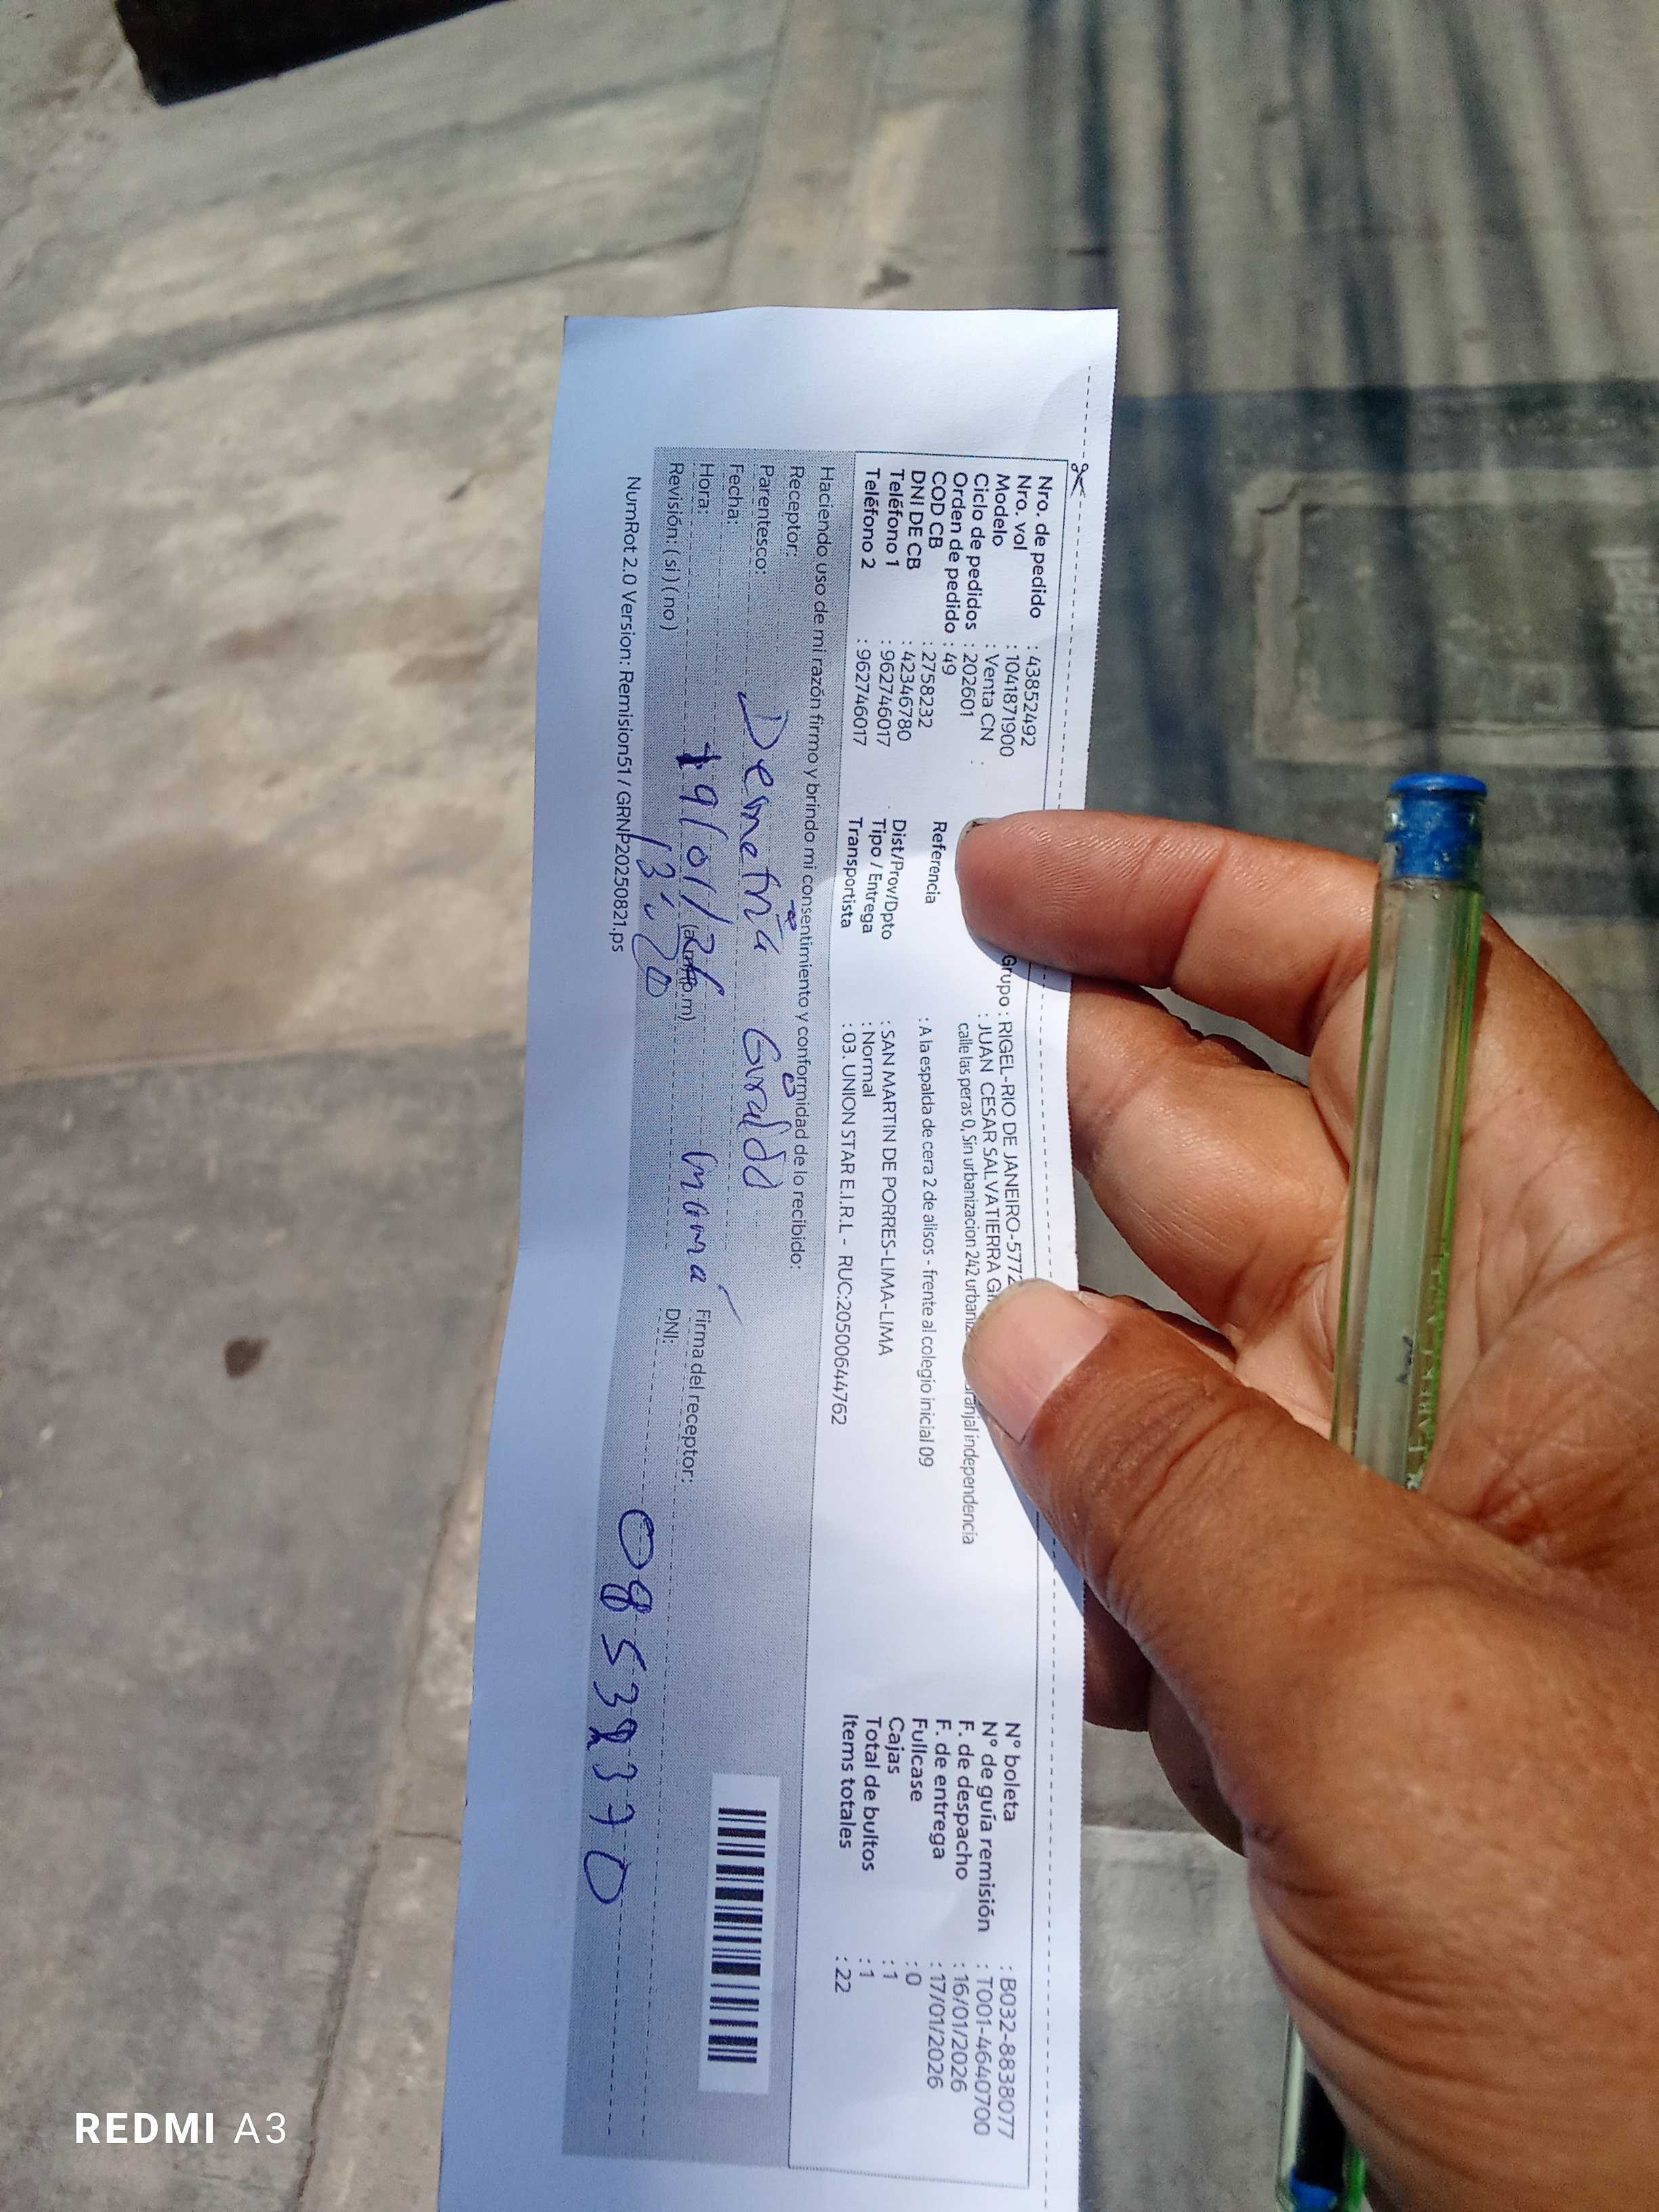 Nro. de pedido : 43852492
Nro. vol : 1041871900
Modelo : Venta CN
Ciclo de pedidos : 202601
Orden de pedido : 49
COD CB : 2758232
DNI DE CB : 42346780
Teléfono 1 : 962746017
Teléfono 2 : 962746017
Grupo : RIGEL-RIO DE JANEIRO-5772
: JUAN CESAR SALVATIERRA
calle las peras 0, Sin urbanizacion 242 independencia
Referencia : A la espalda de cera 2 de alisos - frente al colegio inicial 09
Dist/Prov/Dpto : SAN MARTIN DE PORRES-LIMA-LIMA
Tipo / Entrega : Normal
Transportista : 03. UNION STAR E.I.R.L - RUC:20500644762
N° boleta : B032-88838077
N° de guía remisión : T001-4640700
F. de despacho : 16/01/2026
F. de entrega : 17/01/2026
Fullcase : 0
Cajas : 1
Total de bultos : 1
Items totales : 22
Haciendo uso de mi razón firmo y brindo mi consentimiento y conformidad de lo recibido:
Receptor:
Parentesco: Demetria
Fecha: mamá
Hora: 19/01/26 (a.m/p.m) Firma del receptor:
Revisión: ( si ) ( no ) 13:20 DNI:
NumRot 2.0 Version: Remision51 / GRNP20250821.ps
REDMI A3